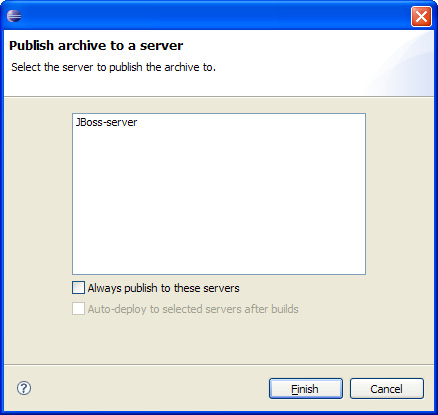 Publish archive to a server
Select the server to publish the archive to.
JBoss-server
Always publish to these servers
Auto-deploy to selected servers after builds
?
Finish
Cancel